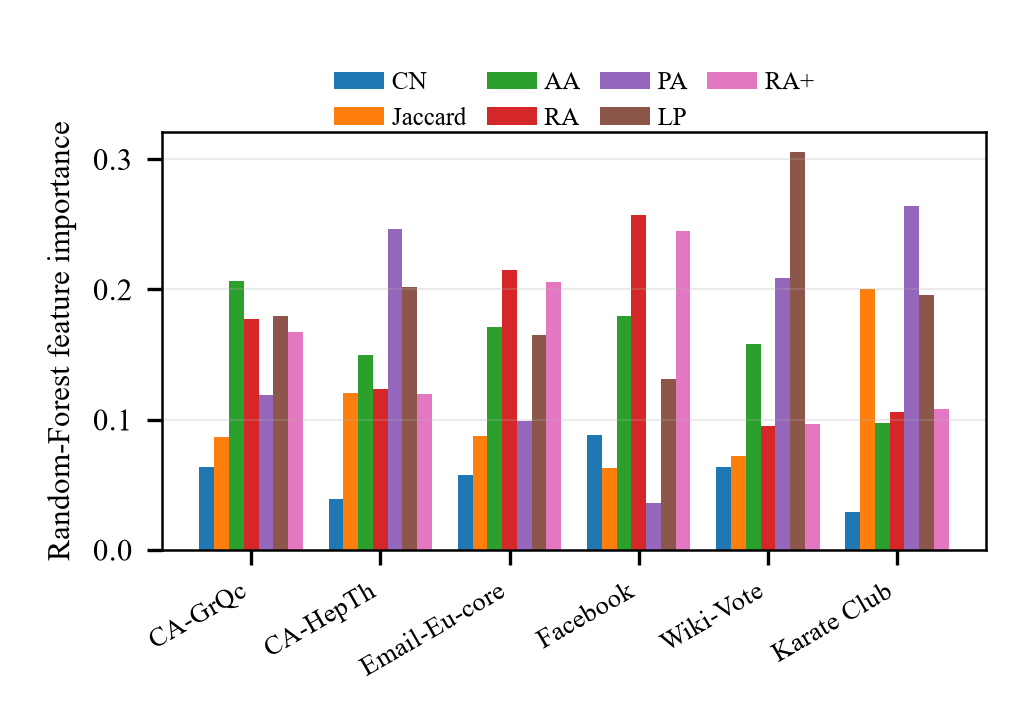 CN AA PA RA+
Jaccard RA LP
Random-Forest feature importance
0.3
0.2
0.1
0.0
CA-GrQc
CA-HepTh
Email-Eu-core
Facebook
Wiki-Vote
Karate Club